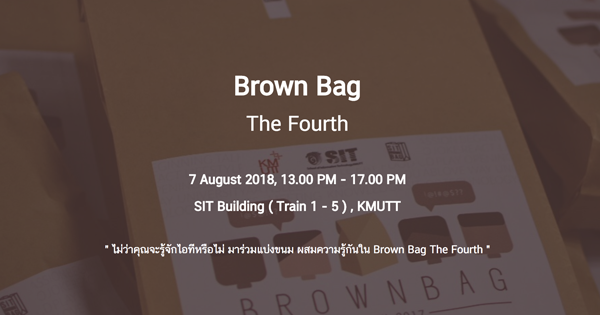 Brown Bag
The Fourth
KM
SIT
7 August 2018, 13.00 PM - 17.00 PM
SIT Building ( Train 1 - 5 ) , KMUTT
" ไม่ว่าคุณจะรู้จักไอทีหรือไม่ มาร่วมแบ่งขนม ผสมความรู้กันใน Brown Bag The Fourth "
BROWNBAG
2017